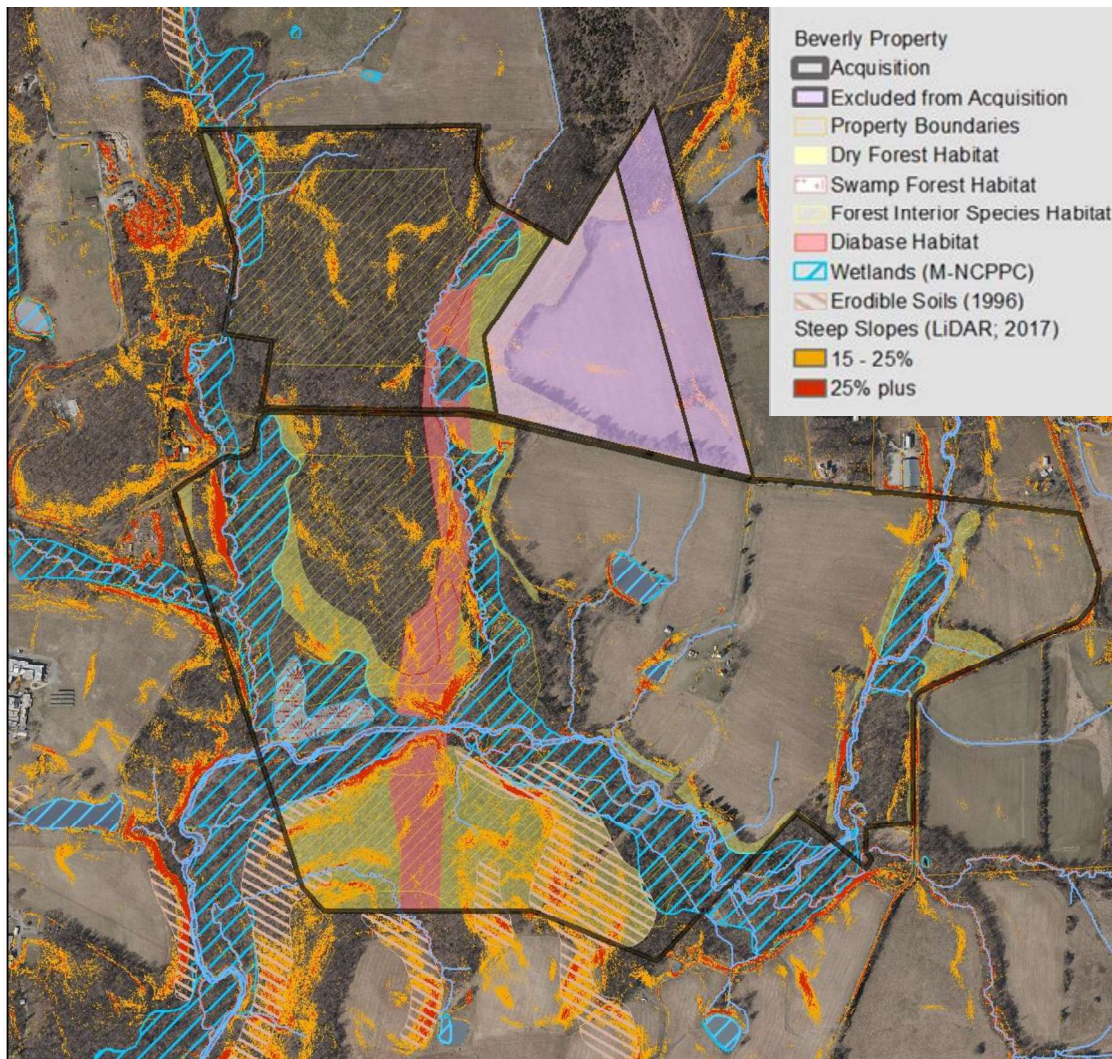 Beverly Property
Acquisition
Excluded from Acquisition
Property Boundaries
Dry Forest Habitat
Swamp Forest Habitat
Forest Interior Species Habitat
Diabase Habitat
Wetlands (M-NCPPC)
Erodible Soils (1996)
Steep Slopes (LiDAR; 2017)
15 - 25%
25% plus